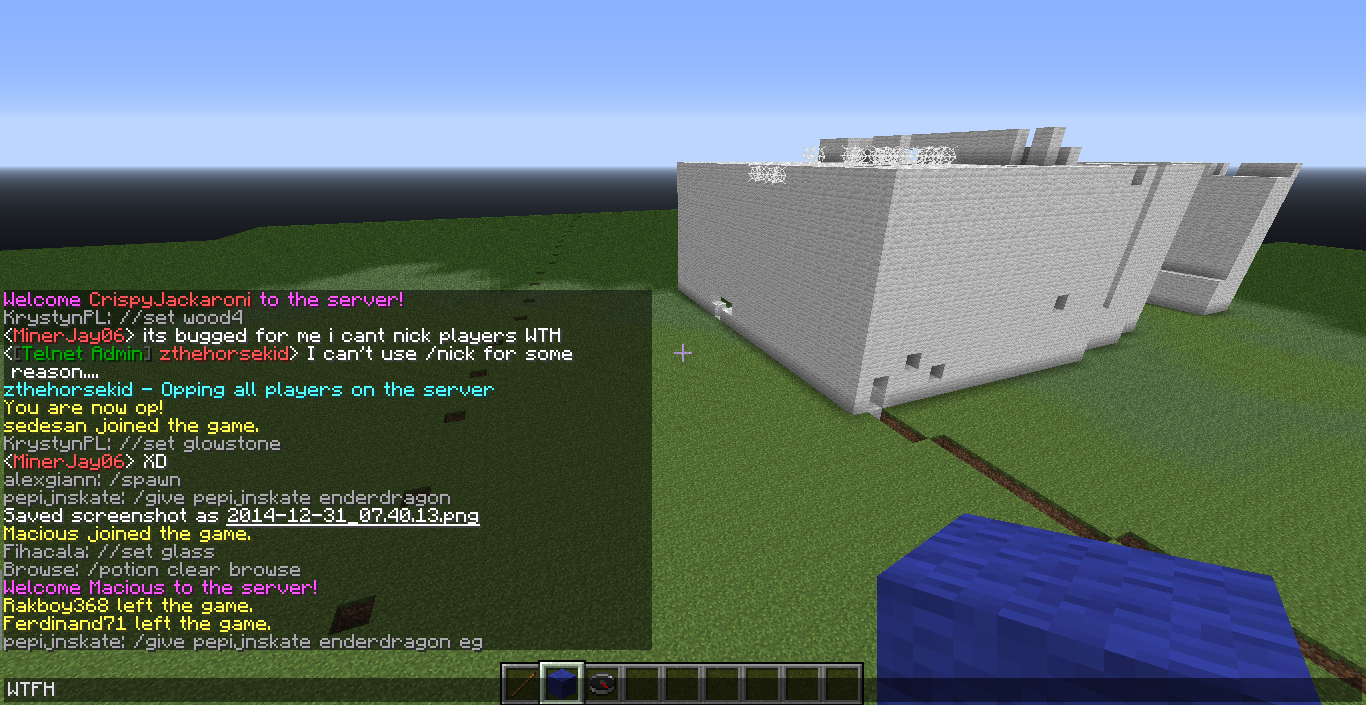 Welcome CrispyJackaroni to the server!
KrystynPL: //set wood4
<MinerJay06> its bugged for me i cant nick players WTH
<[Telnet Admin] zthehorsekid> I can't use /nick for some
reason....
zthehorsekid - Opping all players on the server
You are now op!
sedesan joined the game.
KrystynPL: //set glowstone
<MinerJay06> XD
alexgiann: /spawn
pepijnskate: /give pepijnskate enderdragon
Saved screenshot as 2014-12-31_07.40.13.png
Macious joined the game.
Fihacala: //set glass
Browse: /potion clear browse
Welcome Macious to the server!
Rakboy368 left the game.
Ferdinand71 left the game.
pepijnskate: /give pepijnskate enderdragon eg
WTFH